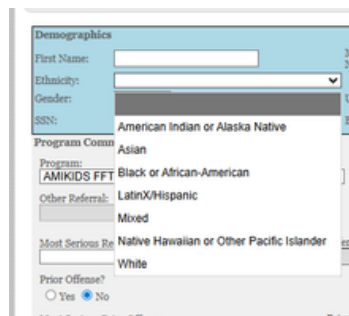 Demographics
First Name:
Ethnicity:
Gender:
SSN:
American Indian or Alaska Native
Asian
Black or African-American
LatinX/Hispanic
Mixed
Native Hawaiian or Other Pacific Islander
White
Program Comm
Program:
AMIKIDS FFT
Other Referral:
Most Serious Re
Prior Offense?
Yes No